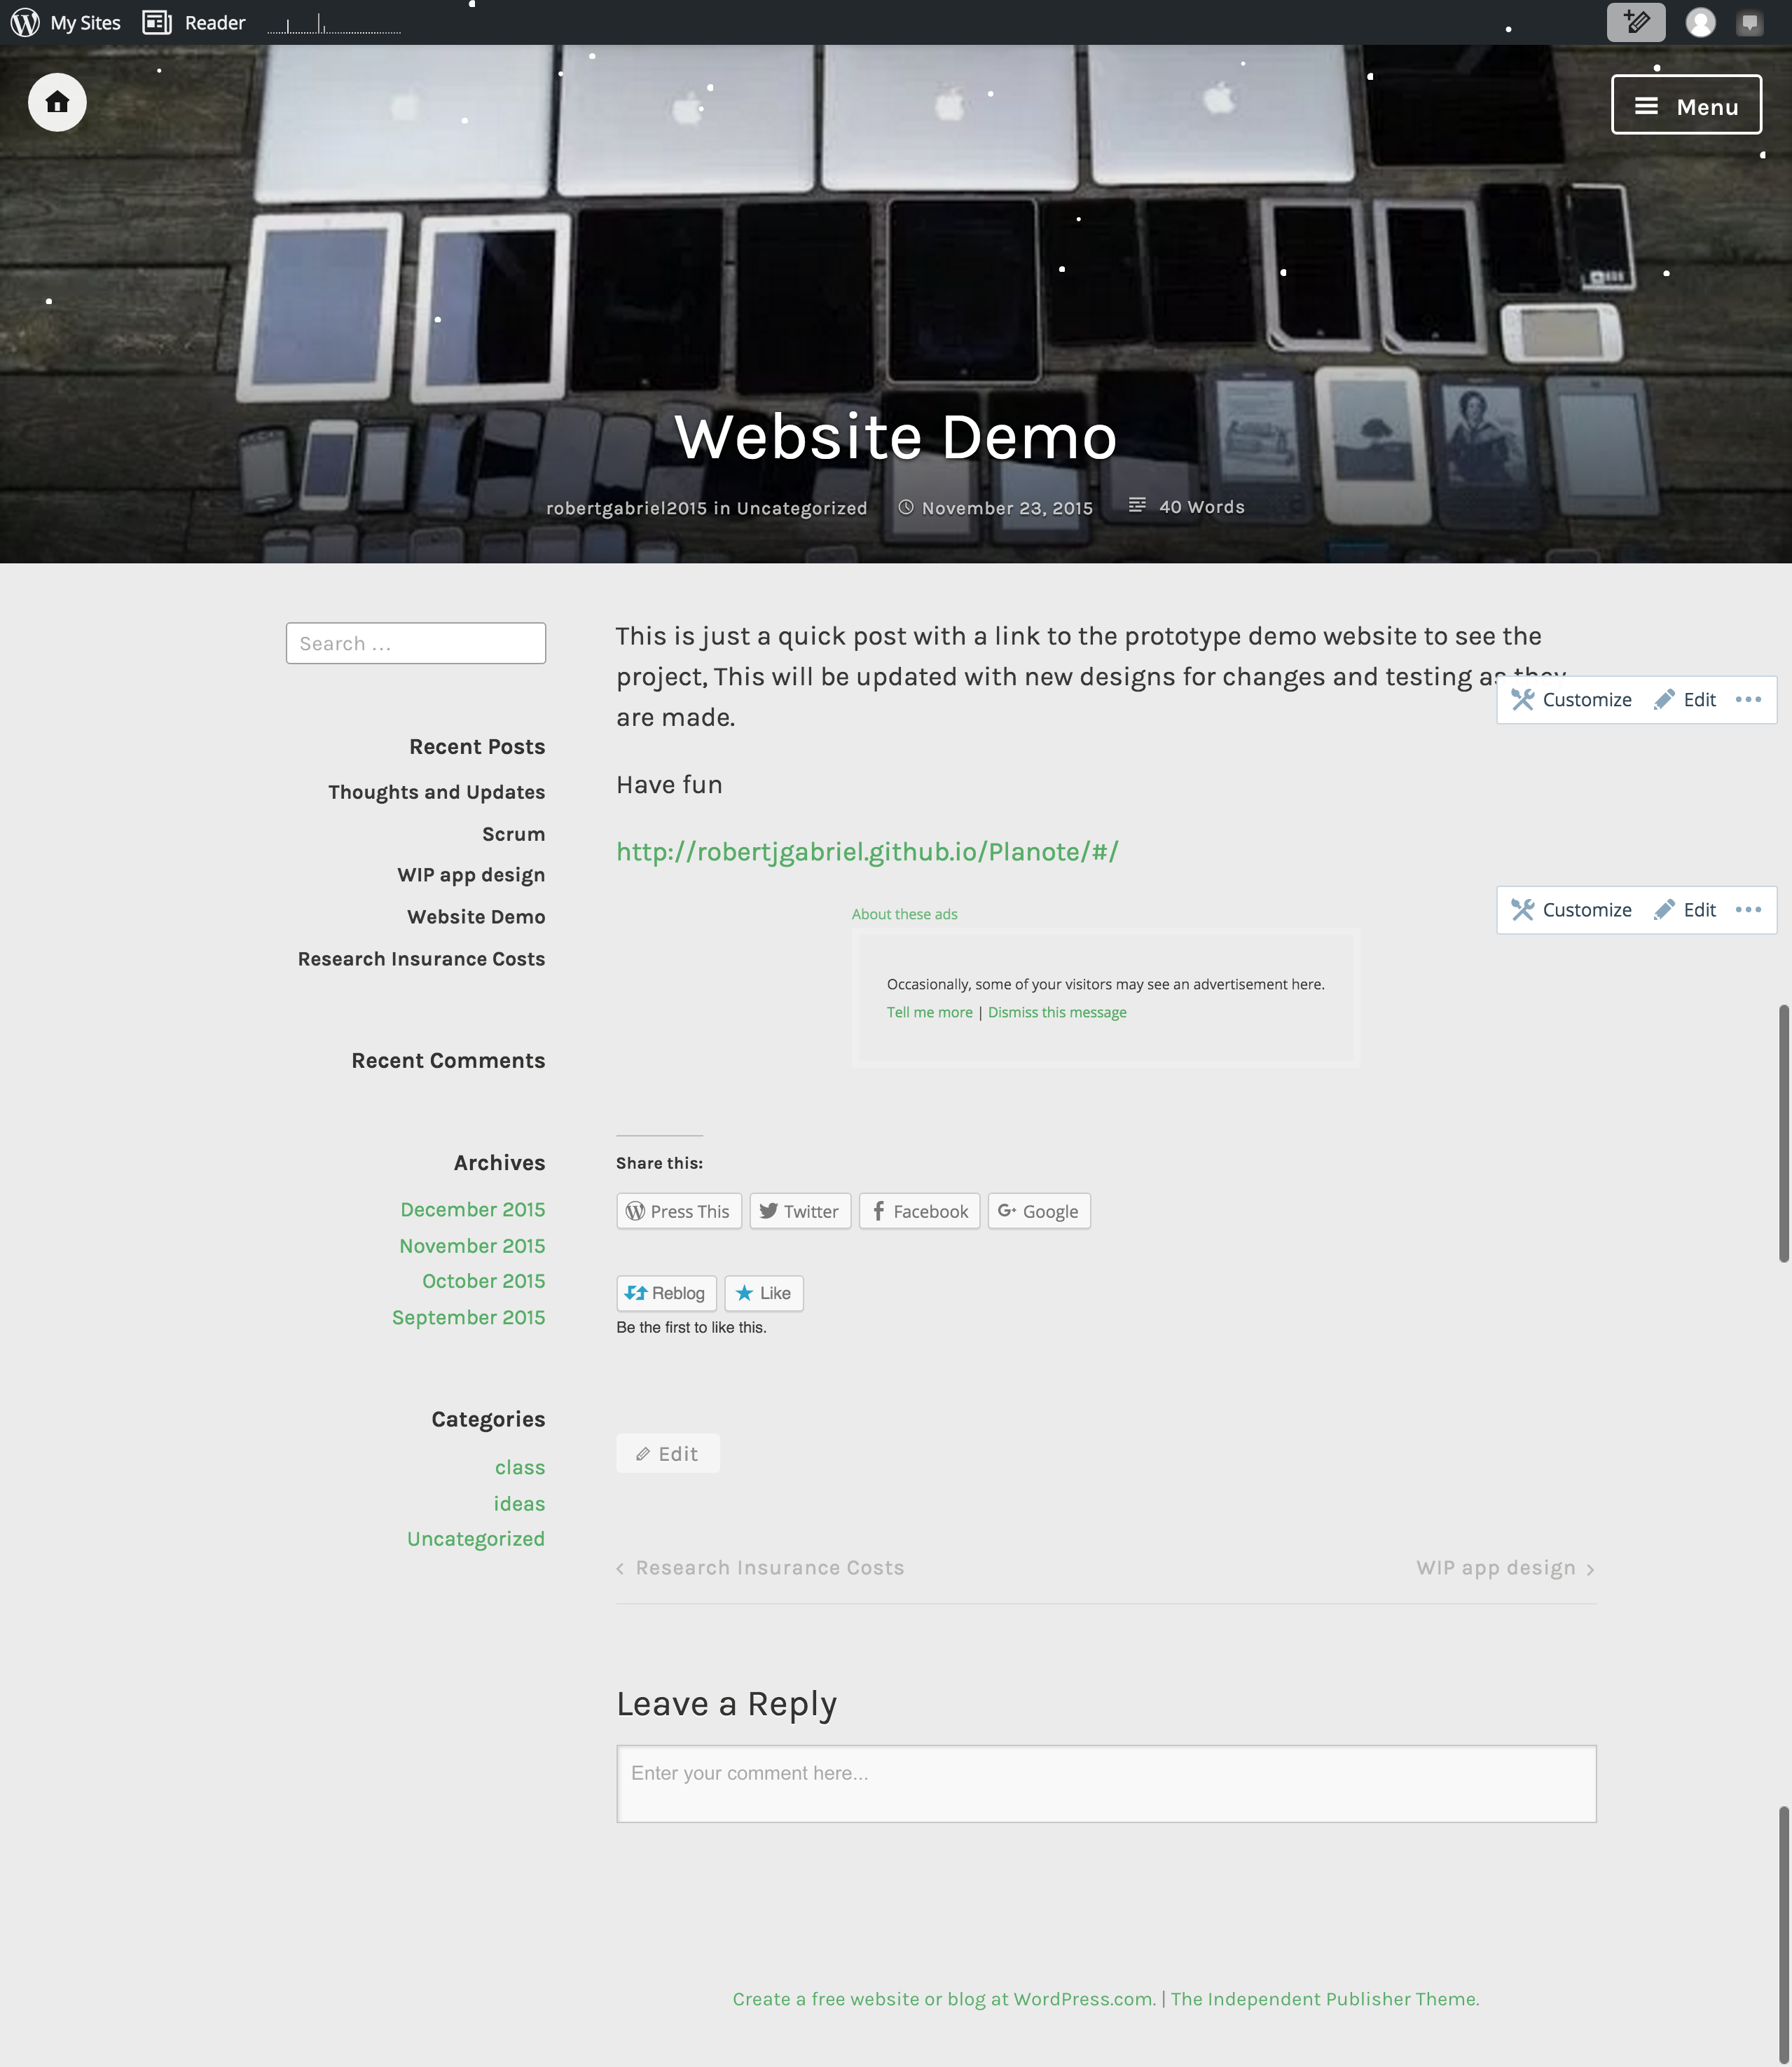 My Sites
Reader
Menu
Website Demo
robertgabriel2015 in Uncategorized
November 23, 2015
40 Words
Search ...
Recent Posts
Thoughts and Updates
Scrum
WIP app design
Website Demo
Research Insurance Costs
Recent Comments
Archives
December 2015
November 2015
October 2015
September 2015
Categories
class
ideas
Uncategorized
This is just a quick post with a link to the prototype demo website to see the
project, This will be updated with new designs for changes and testing as they
are made.
Customize Edit
Have fun
http://robertjgabriel.github.io/Planote/#/
Customize Edit
About these ads
Occasionally, some of your visitors may see an advertisement here.
Tell me more | Dismiss this message
Share this:
Press This Twitter Facebook Google
Reblog Like
Be the first to like this.
Edit
‹ Research Insurance Costs
WIP app design ›
Leave a Reply
Enter your comment here...
Create a free website or blog at WordPress.com. | The Independent Publisher Theme.